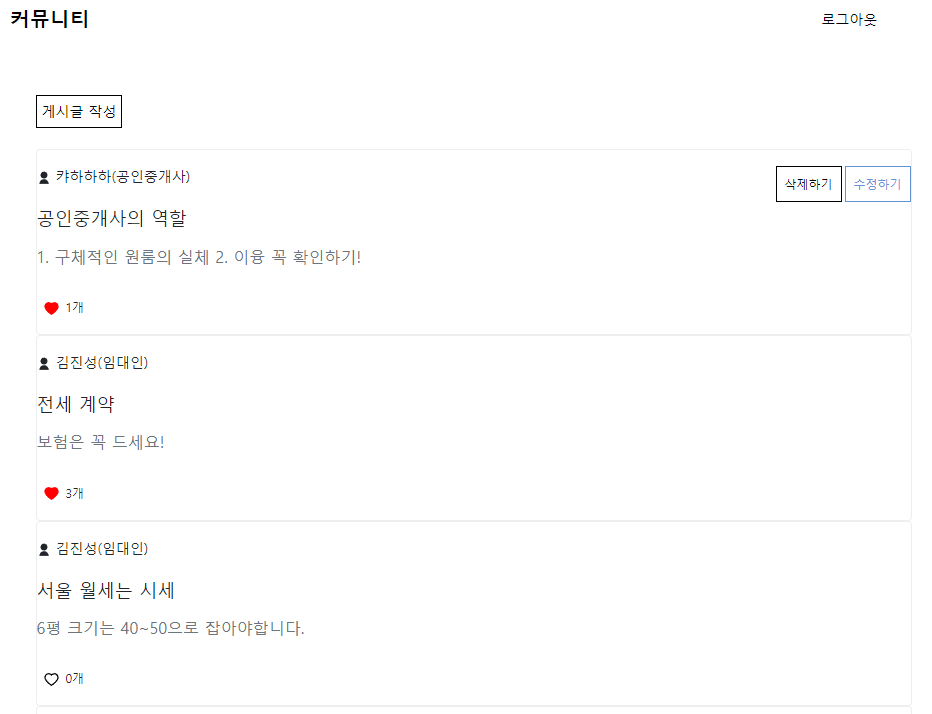 커뮤니티
로그아웃
게시글 작성
캬하하하(공인중개사)
삭제하기
수정하기
공인중개사의 역할
1. 구체적인 원룸의 실체 2. 이율 꼭 확인하기!
1개
김진성(임대인)
전세 계약
보험은 꼭 드세요!
3개
김진성(임대인)
서울 월세는 시세
6평 크기는 40~50으로 잡아야합니다.
0개